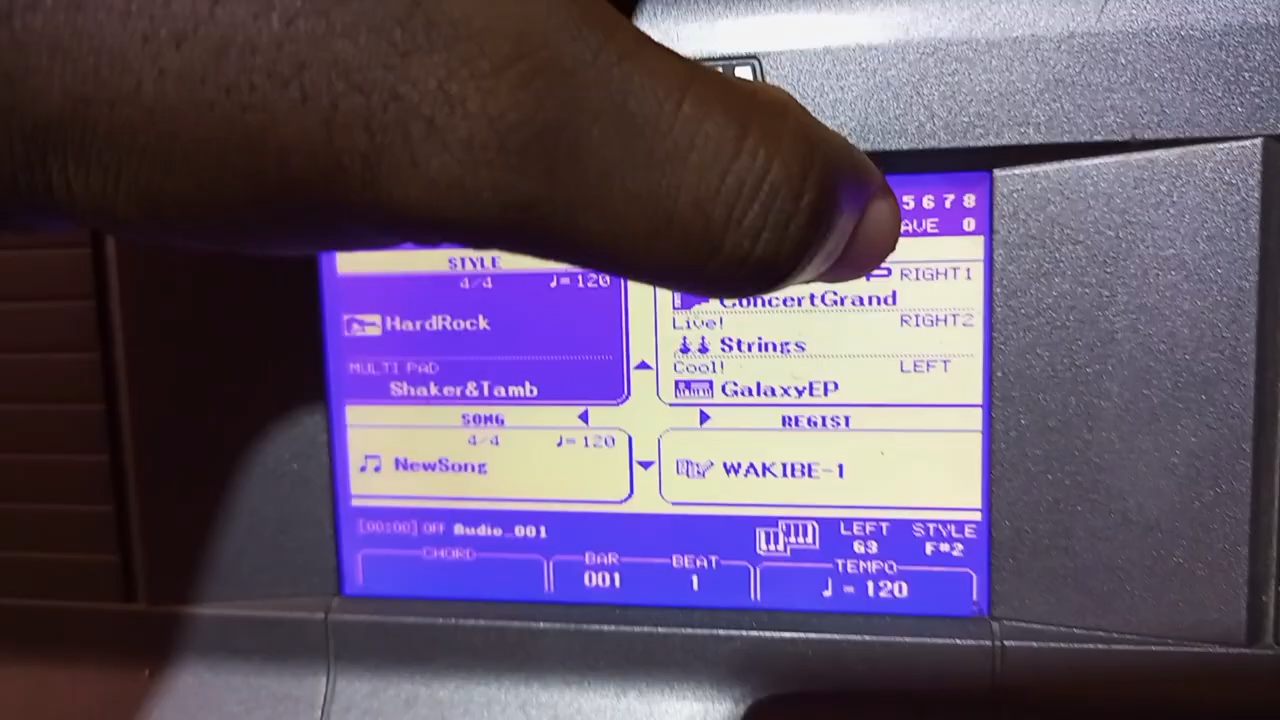 5 6 7 8
AVE 0
STYLE
4/4 ♩=120
HardRock
MULTI PAD
Shaker&Tamb
RIGHT1
ConcertGrand
Live! RIGHT2
Strings
Cool! LEFT
GalaxyEP
SONG
4/4 ♩=120
NewSong
REGIST
WAKIBE-1
[00:00] OFF Audio_001
LEFT STYLE
G3 F#2
CHORD
BAR BEAT
001 1
TEMPO
♩ = 120